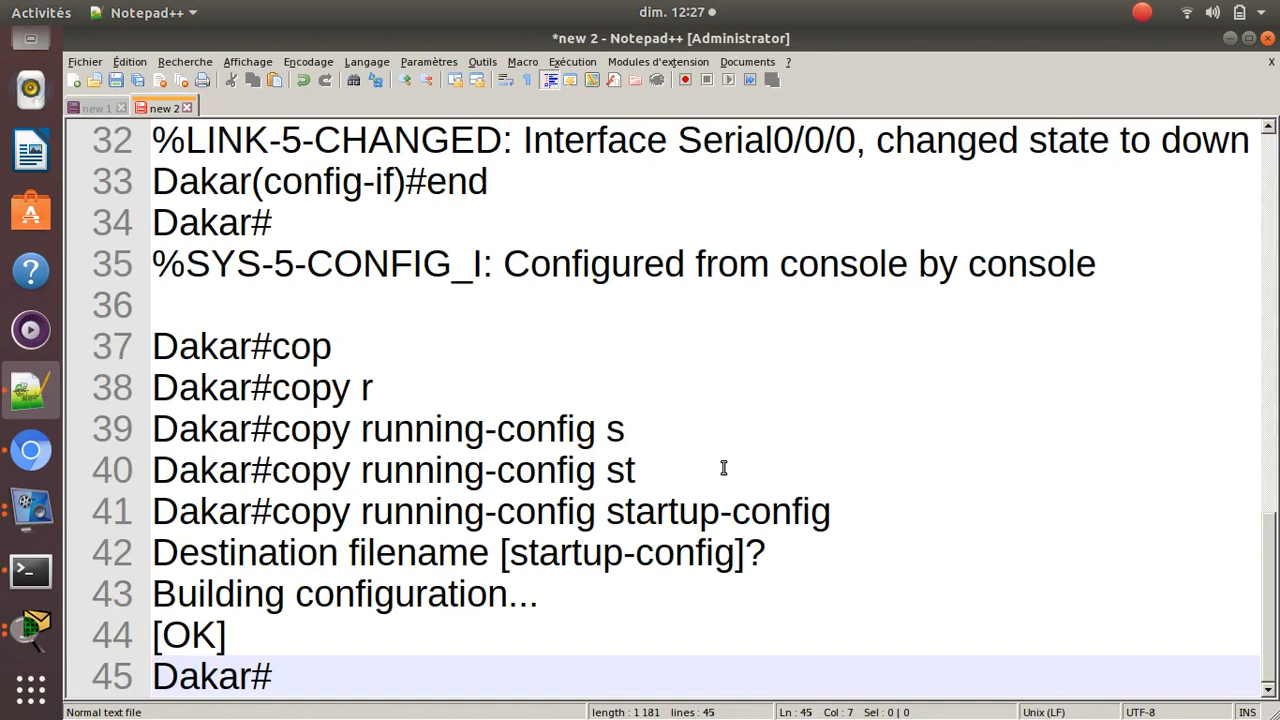 Activités Notepad++ dim. 12:27
*new 2 - Notepad++ [Administrator]
Fichier Édition Recherche Affichage Encodage Langage Paramètres Outils Macro Exécution Modules d'extension Documents ? X
new 1 new 2
32 %LINK-5-CHANGED: Interface Serial0/0/0, changed state to down
33 Dakar(config-if)#end
34 Dakar#
35 %SYS-5-CONFIG_I: Configured from console by console
36
37 Dakar#cop
38 Dakar#copy r
39 Dakar#copy running-config s
40 Dakar#copy running-config st
41 Dakar#copy running-config startup-config
42 Destination filename [startup-config]?
43 Building configuration...
44 [OK]
45 Dakar#
Normal text file length : 1 181 lines : 45 Ln : 45 Col : 7 Sel : 0 | 0 Unix (LF) UTF-8 INS